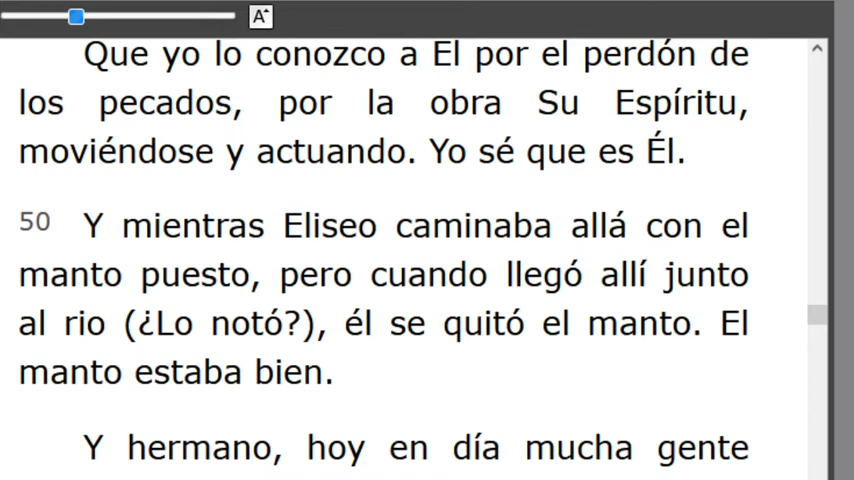 A
Que yo lo conozco a Él por el perdón de
los pecados, por la obra Su Espíritu,
moviéndose y actuando. Yo sé que es Él.
50 Y mientras Eliseo caminaba allá con el
manto puesto, pero cuando llegó allí junto
al rio (¿Lo notó?), él se quitó el manto. El
manto estaba bien.
Y hermano, hoy en día mucha gente